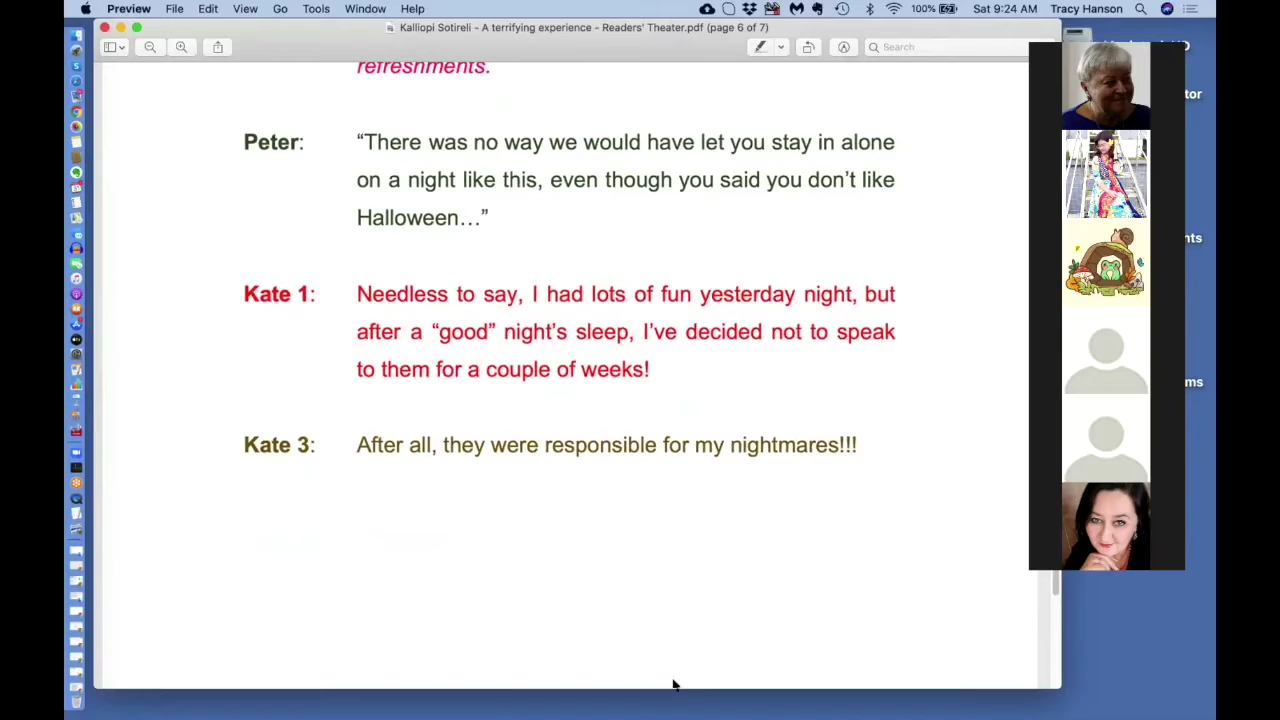 Preview File Edit View Go Tools Window Help 100% Sat 9:24 AM Tracy Hanson
Kalliopi Sotireli - A terrifying experience - Readers' Theater.pdf (page 6 of 7)
Search
refreshments.
Peter: “There was no way we would have let you stay in alone
on a night like this, even though you said you don’t like
Halloween…”
Kate 1: Needless to say, I had lots of fun yesterday night, but
after a “good” night’s sleep, I’ve decided not to speak
to them for a couple of weeks!
Kate 3: After all, they were responsible for my nightmares!!!
tor
nts
ms